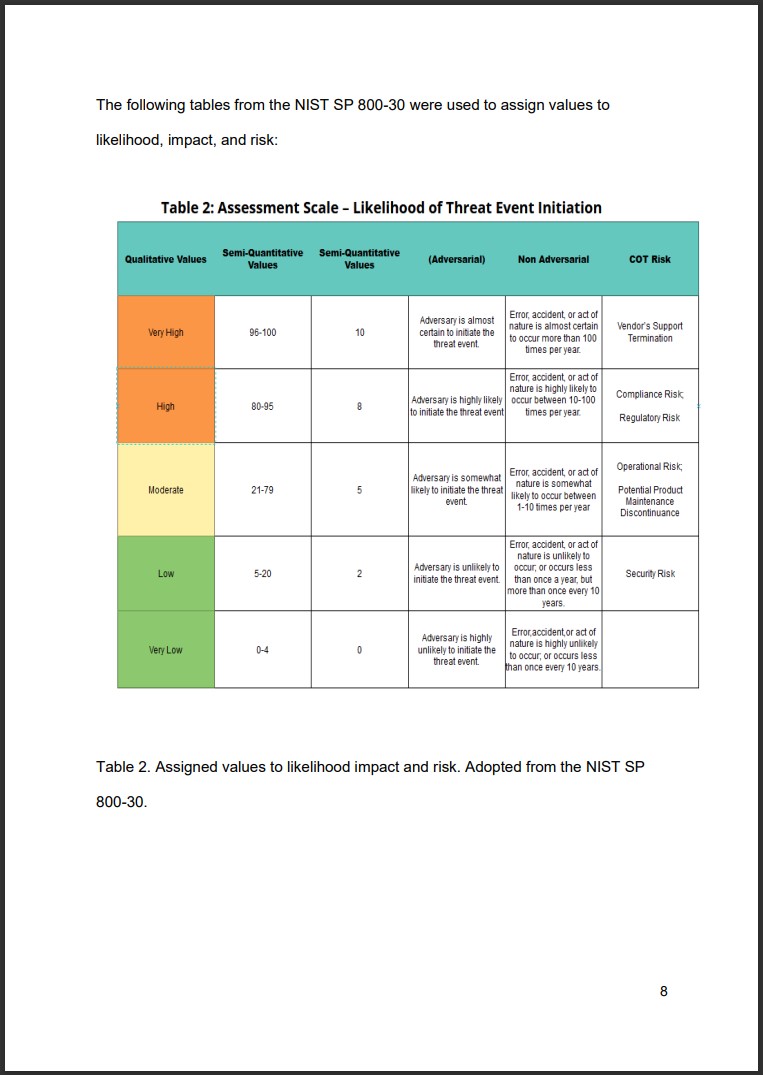 The following tables from the NIST SP 800-30 were used to assign values to
likelihood, impact, and risk:
Table 2: Assessment Scale – Likelihood of Threat Event Initiation
Qualitative Values
Semi-Quantitative
Values
Semi-Quantitative
Values
(Adversarial)
Non Adversarial
COT Risk
Very High
96-100
10
Adversary is almost
certain to initiate the
threat event.
Error, accident, or act of
nature is almost certain
to occur more than 100
times per year.
Vendor's Support
Termination
High
80-95
8
Adversary is highly likely
to initiate the threat event
Error, accident, or act of
nature is highly likely to
occur between 10-100
times per year.
Compliance Risk;
Regulatory Risk
Moderate
21-79
5
Adversary is somewhat
likely to initiate the threat
event.
Error, accident, or act of
nature is somewhat
likely to occur between
1-10 times per year
Operational Risk;
Potential Product
Maintenance
Discontinuance
Low
5-20
2
Adversary is unlikely to
initiate the threat event.
Error, accident, or act of
nature is unlikely to
occur; or occurs less
than once a year, but
more than once every 10
years.
Security Risk
Very Low
0-4
0
Adversary is highly
unlikely to initiate the
threat event.
Error,accident,or act of
nature is highly unlikely
to occur; or occurs less
than once every 10 years.
Table 2. Assigned values to likelihood impact and risk. Adopted from the NIST SP
800-30.
8